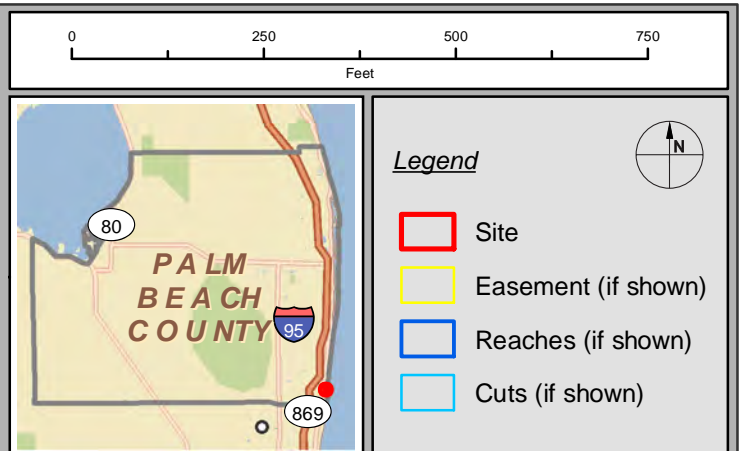 0 250 500 750
Feet
80
PALM
BEACH
COUNTY
95
869
Legend
N
Site
Easement (if shown)
Reaches (if shown)
Cuts (if shown)